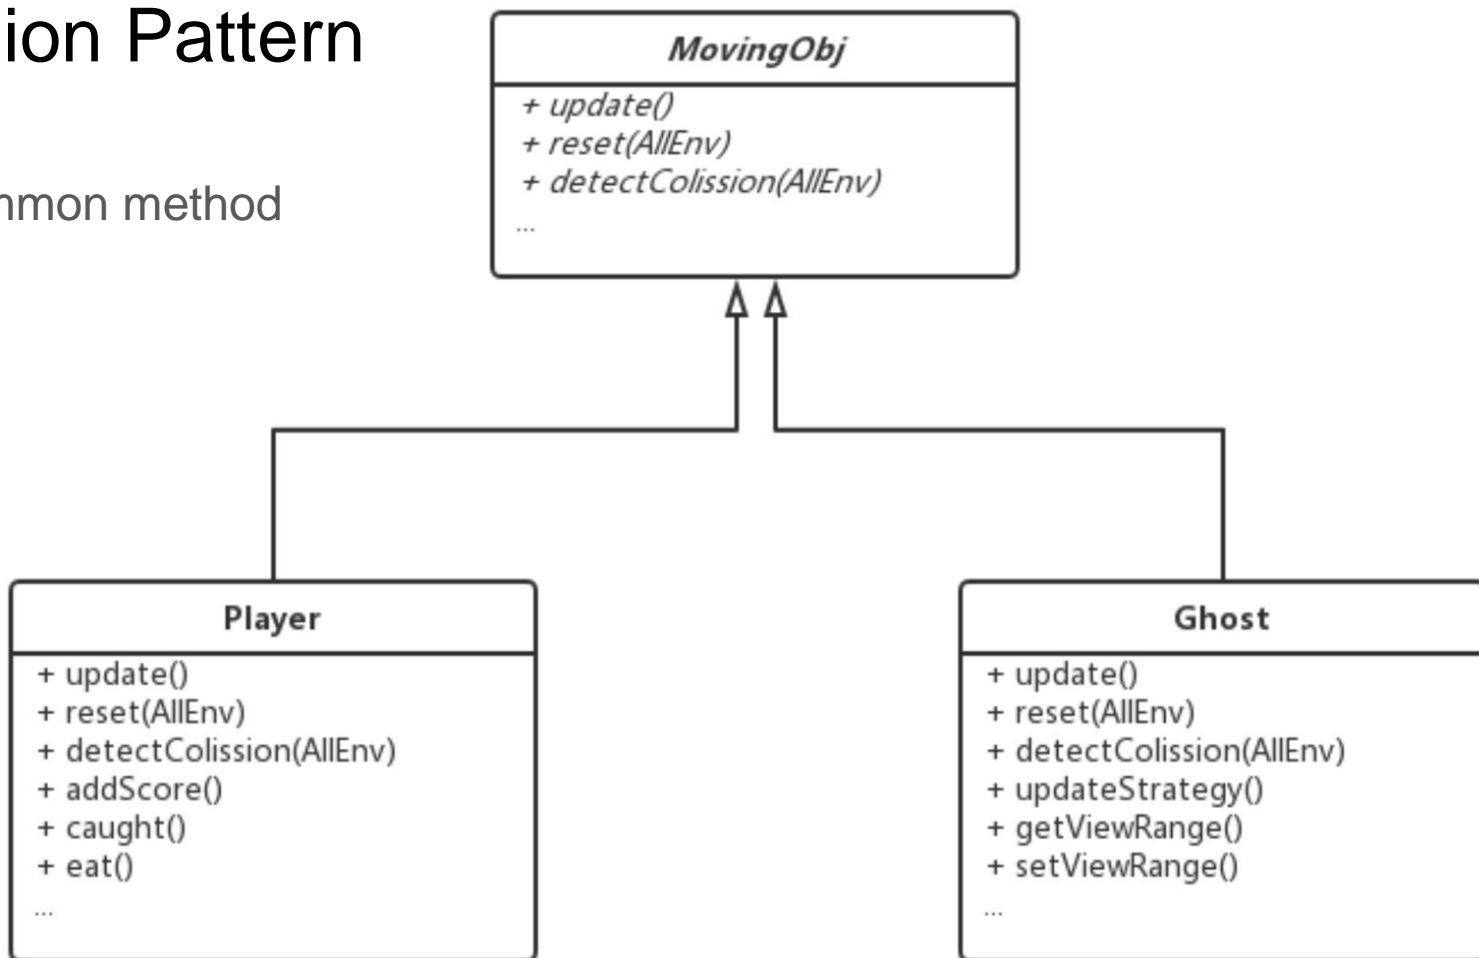 ion Pattern
mmon method
MovingObj
+ update()
+ reset(AllEnv)
+ detectColission(AllEnv)
...
Player
+ update()
+ reset(AllEnv)
+ detectColission(AllEnv)
+ addScore()
+ caught()
+ eat()
...
Ghost
+ update()
+ reset(AllEnv)
+ detectColission(AllEnv)
+ updateStrategy()
+ getViewRange()
+ setViewRange()
...